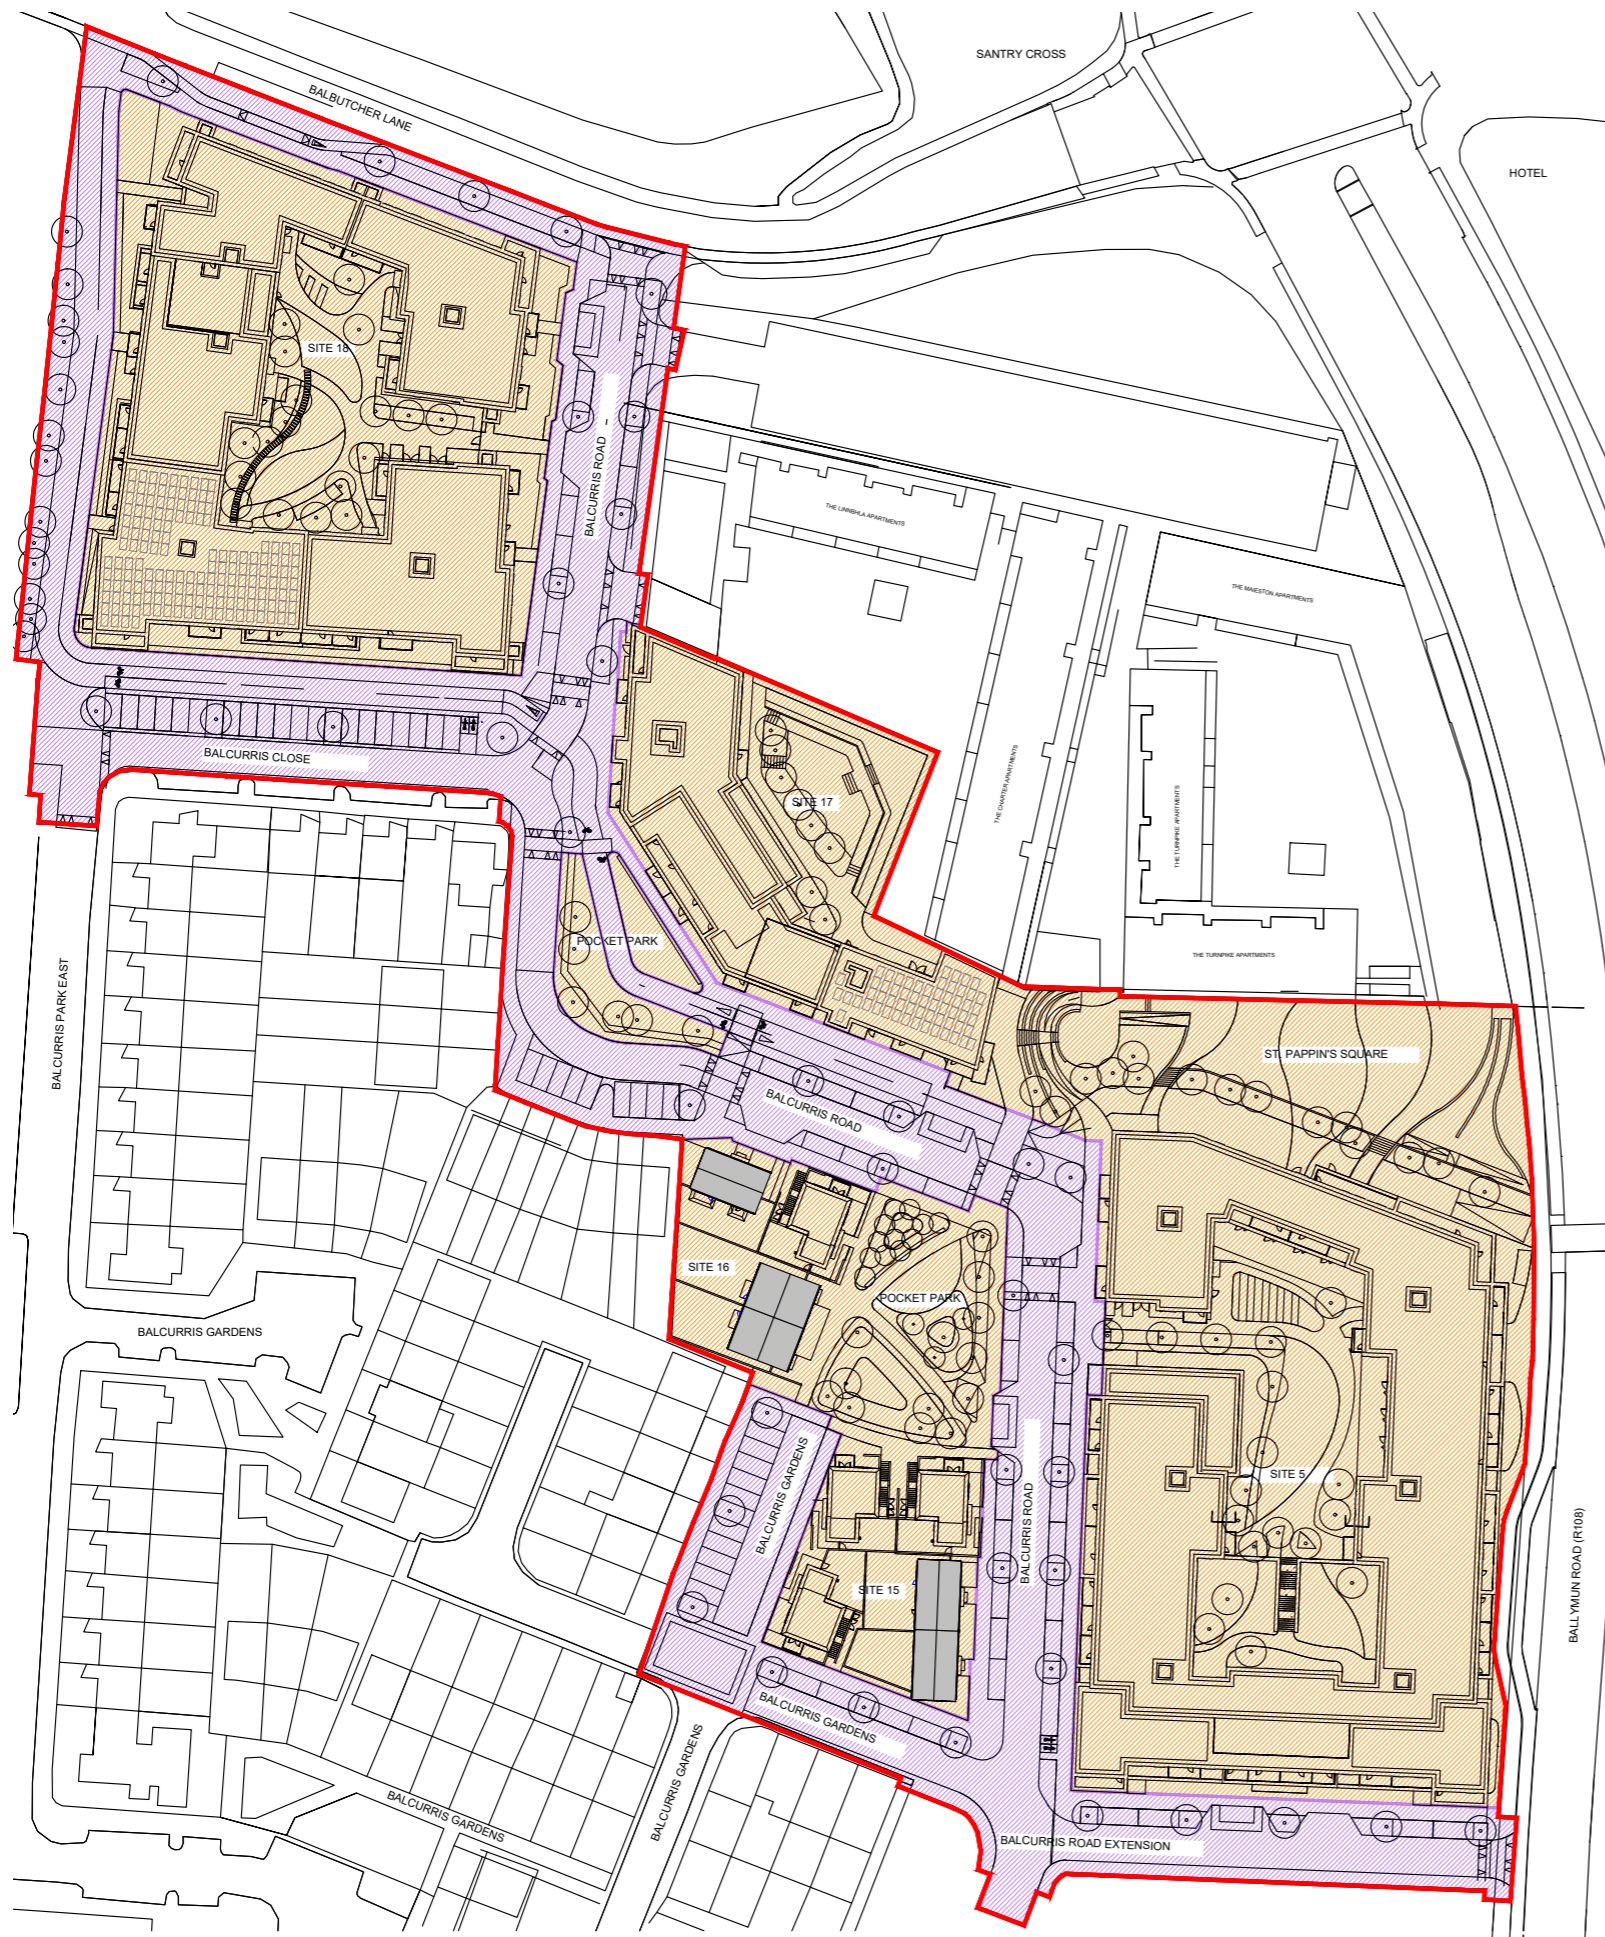 SANTRY CROSS
BALBUTCHER LANE
HOTEL
SITE 18
BALCURRIS ROAD
THE LINNBHLA APARTMENTS
THE MAIESTON APARTMENTS
BALCURRIS CLOSE
SITE 17
THE CHARTER APARTMENTS
THE TURNPIKE APARTMENTS
POCKET PARK
THE TURNPIKE APARTMENTS
BALCURRIS PARK EAST
ST. PAPPIN'S SQUARE
BALCURRIS ROAD
SITE 16
POCKET PARK
BALCURRIS GARDENS
SITE 5
BALCURRIS GARDENS
BALCURRIS ROAD
BALLYMUN ROAD (R108)
SITE 15
BALCURRIS GARDENS
BALCURRIS GARDENS
BALCURRIS GARDENS
BALCURRIS ROAD EXTENSION